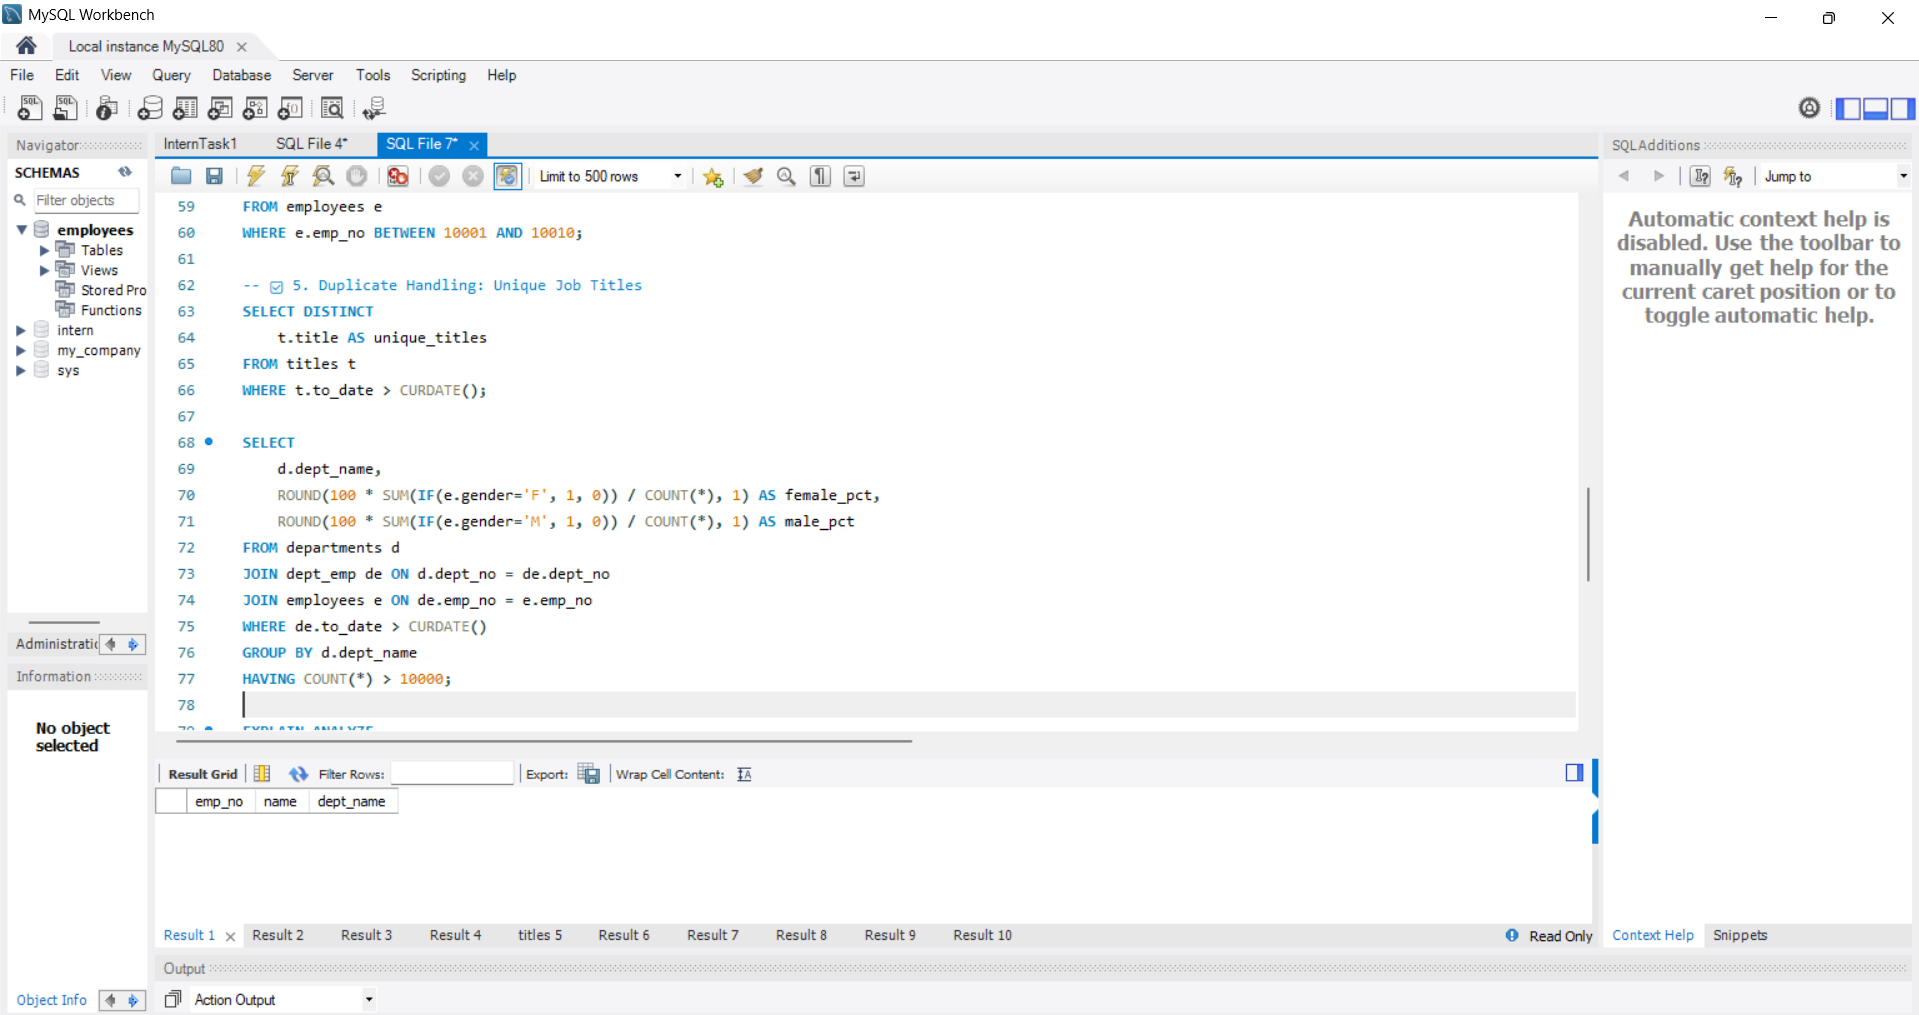 MySQL Workbench
Local instance MySQL80
File Edit View Query Database Server Tools Scripting Help
Navigator
SCHEMAS
Filter objects
employees
Tables
Views
Stored Pro
Functions
intern
my_company
sys
Administratic
Information
No object
selected
Object Info
InternTask1 SQL File 4* SQL File 7*
Limit to 500 rows
59 FROM employees e
60 WHERE e.emp_no BETWEEN 10001 AND 10010;
61
62 -- ☑ 5. Duplicate Handling: Unique Job Titles
63 SELECT DISTINCT
64 t.title AS unique_titles
65 FROM titles t
66 WHERE t.to_date > CURDATE();
67
68 SELECT
69 d.dept_name,
70 ROUND(100 * SUM(IF(e.gender='F', 1, 0)) / COUNT(*), 1) AS female_pct,
71 ROUND(100 * SUM(IF(e.gender='M', 1, 0)) / COUNT(*), 1) AS male_pct
72 FROM departments d
73 JOIN dept_emp de ON d.dept_no = de.dept_no
74 JOIN employees e ON de.emp_no = e.emp_no
75 WHERE de.to_date > CURDATE()
76 GROUP BY d.dept_name
77 HAVING COUNT(*) > 10000;
78
79 EXPLAIN ANALYZE
Result Grid Filter Rows: Export: Wrap Cell Content:
emp_no name dept_name
Result 1 Result 2 Result 3 Result 4 titles 5 Result 6 Result 7 Result 8 Result 9 Result 10 Read Only
Output
Action Output
SQLAdditions
Jump to
Automatic context help is
disabled. Use the toolbar to
manually get help for the
current caret position or to
toggle automatic help.
Context Help Snippets